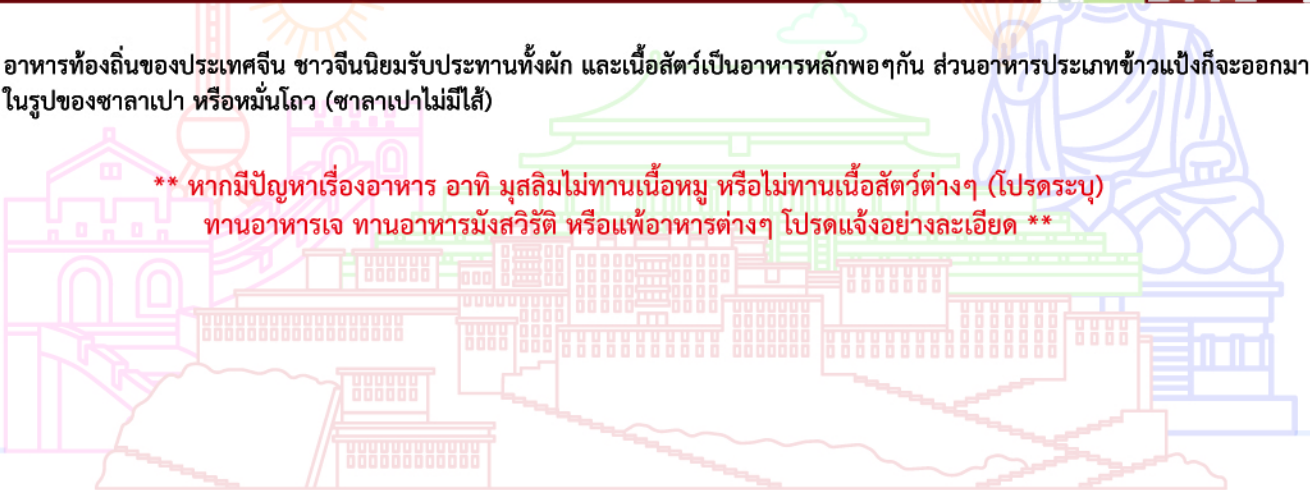 อาหารท้องถิ่นของประเทศจีน ชาวจีนนิยมรับประทานทั้งผัก และเนื้อสัตว์เป็นอาหารหลักพอๆกัน ส่วนอาหารประเภทข้าวแป้งก็จะออกมา
ในรูปของซาลาเปา หรือหมั่นโถว (ซาลาเปาไม่มีไส้)
** หากมีปัญหาเรื่องอาหาร อาทิ มุสลิมไม่ทานเนื้อหมู หรือไม่ทานเนื้อสัตว์ต่างๆ (โปรดระบุ)
ทานอาหารเจ ทานอาหารมังสวิรัติ หรือแพ้อาหารต่างๆ โปรดแจ้งอย่างละเอียด **